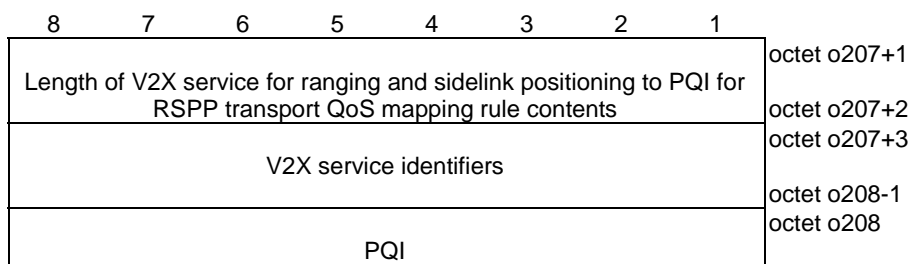 8 7 6 5 4 3 2 1
octet o207+1
Length of V2X service for ranging and sidelink positioning to PQI for
RSPP transport QoS mapping rule contents
octet o207+2
octet o207+3
V2X service identifiers
octet o208-1
octet o208
PQI